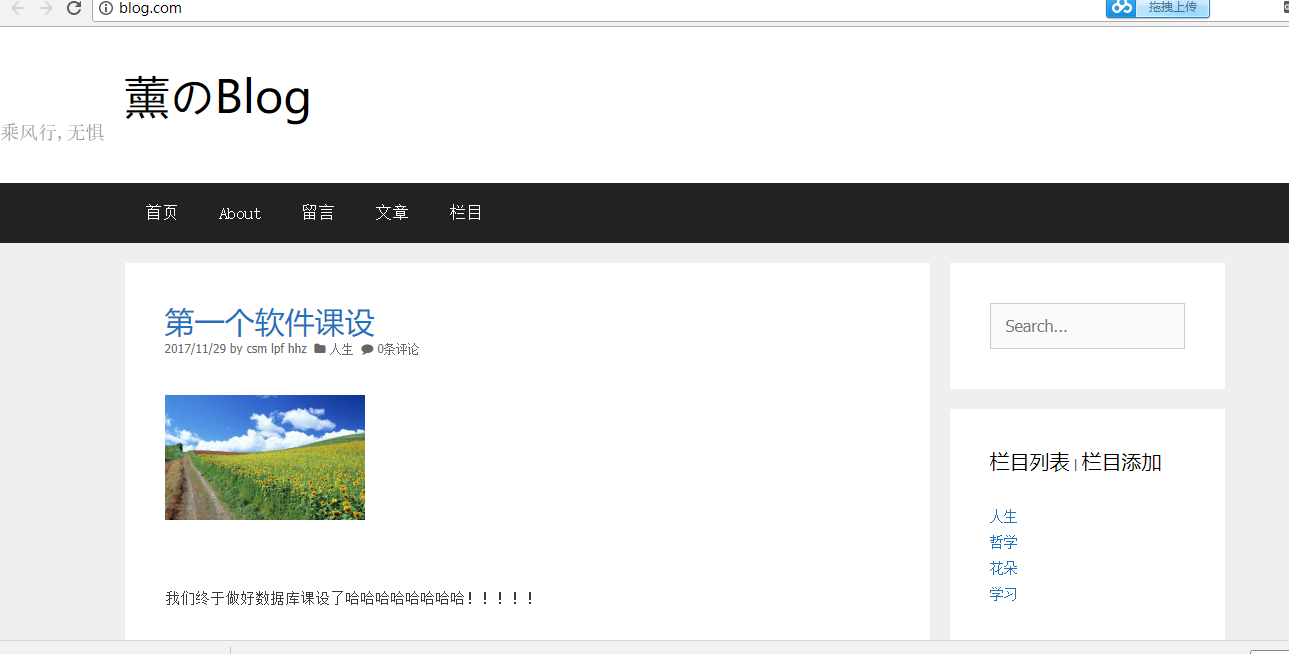 blog.com
拖拽上传
薰のBlog
乘风行, 无惧
首页 About 留言 文章 栏目
第一个软件课设
2017/11/29 by csm lpf hhz 人生 0条评论
我们终于做好数据库课设了哈哈哈哈哈哈哈哈！！！！！
Search...
栏目列表 | 栏目添加
人生
哲学
花朵
学习